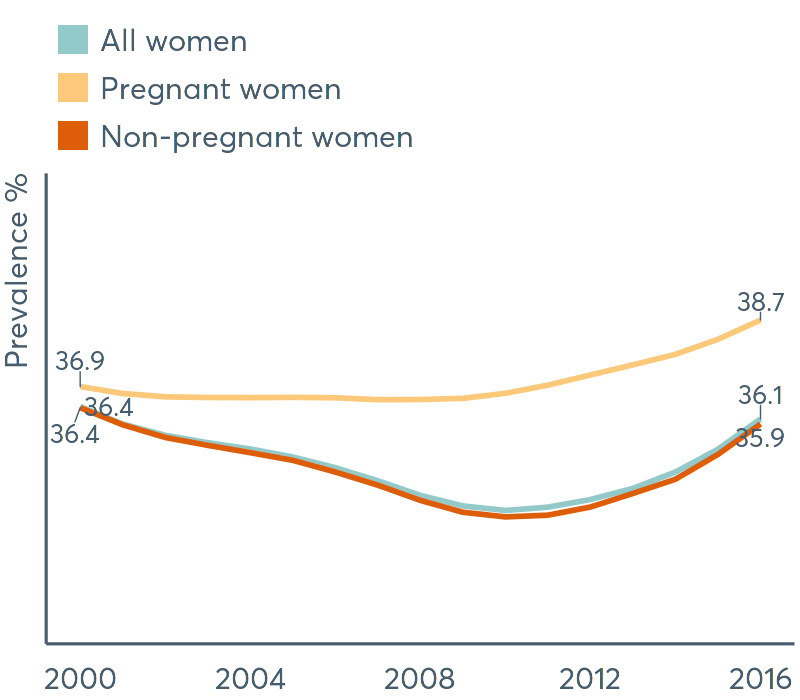 All women
Pregnant women
Non-pregnant women
Prevalence %
38.7
36.9
36.1
36.4
36.4
35.9
2000 2004 2008 2012 2016